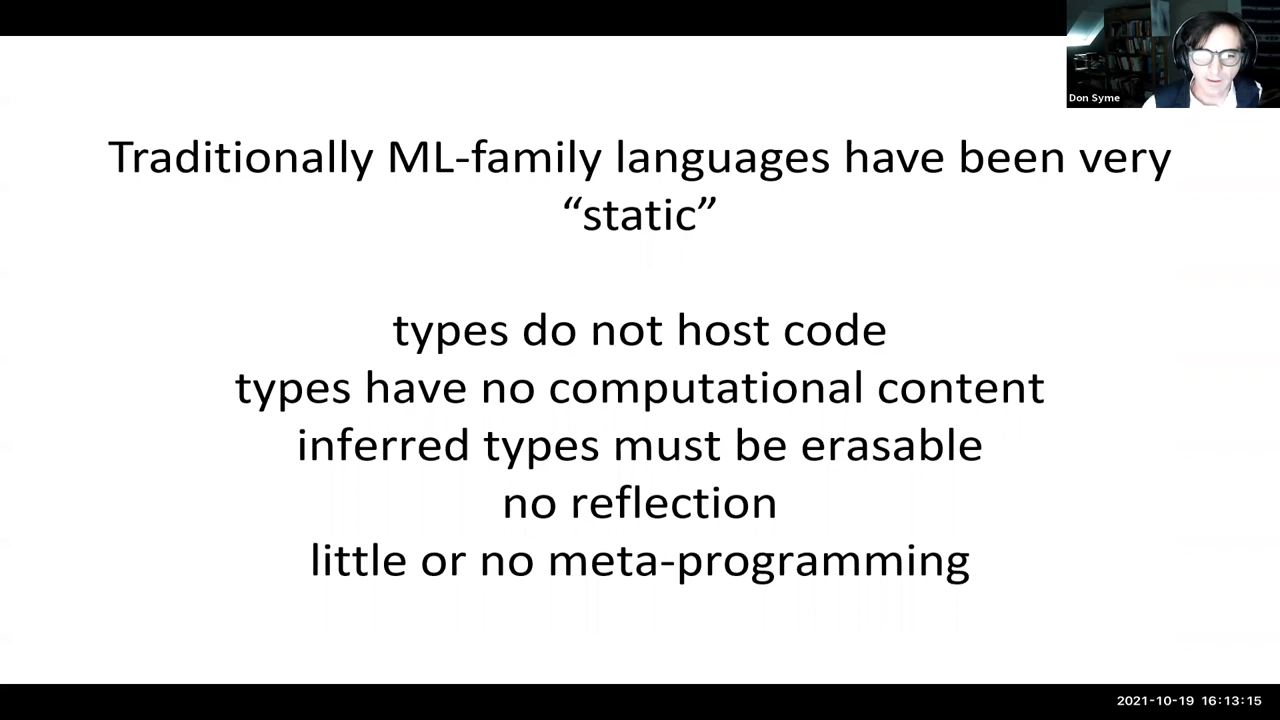 Don Syme
Traditionally ML-family languages have been very
“static”
types do not host code
types have no computational content
inferred types must be erasable
no reflection
little or no meta-programming
2021-10-19 16:13:15